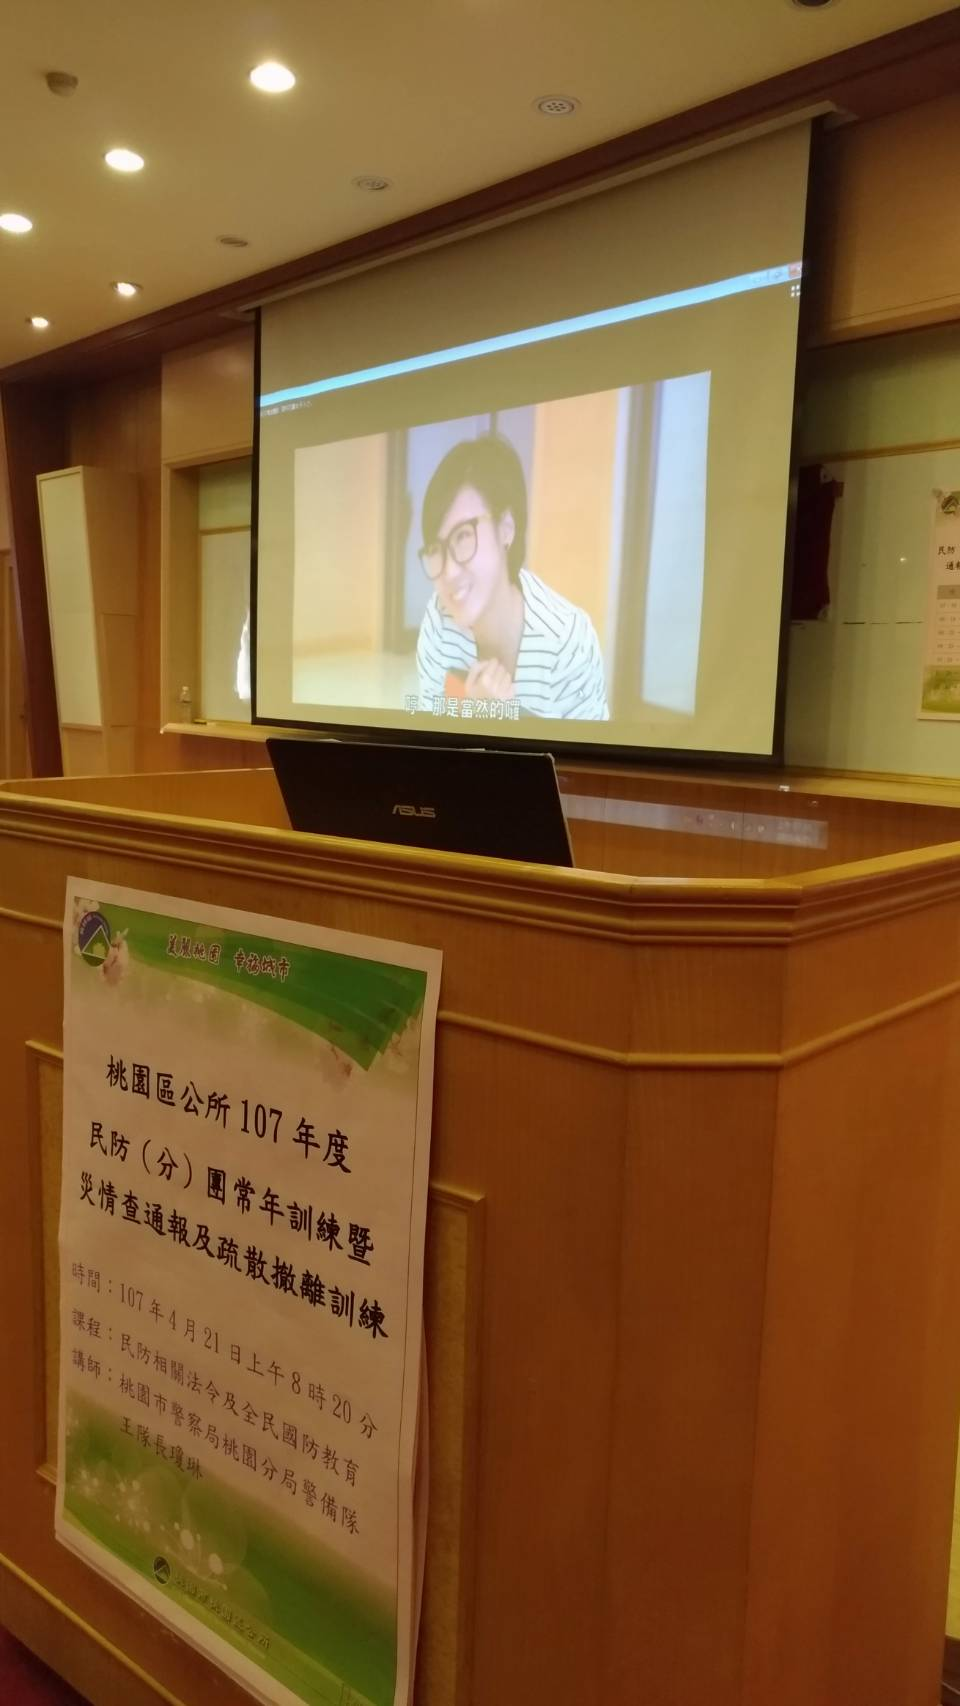 哼、那是當然的囉
ASUS
美麗桃園 幸福城市
桃園區公所107年度
民防（分）團常年訓練暨
災情查通報及疏散撤離訓練
時間：107年4月21日上午8時20分
課程：民防相關法令及全民國防教育
講師：桃園市警察局桃園分局警備隊
王隊長瓊琳
民防